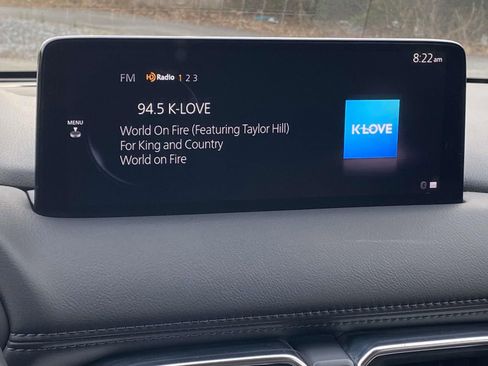 8:22am
FM HD Radio 1 2 3
94.5 K-LOVE
MENU
World On Fire (Featuring Taylor Hill)
For King and Country
World on Fire
K-LOVE